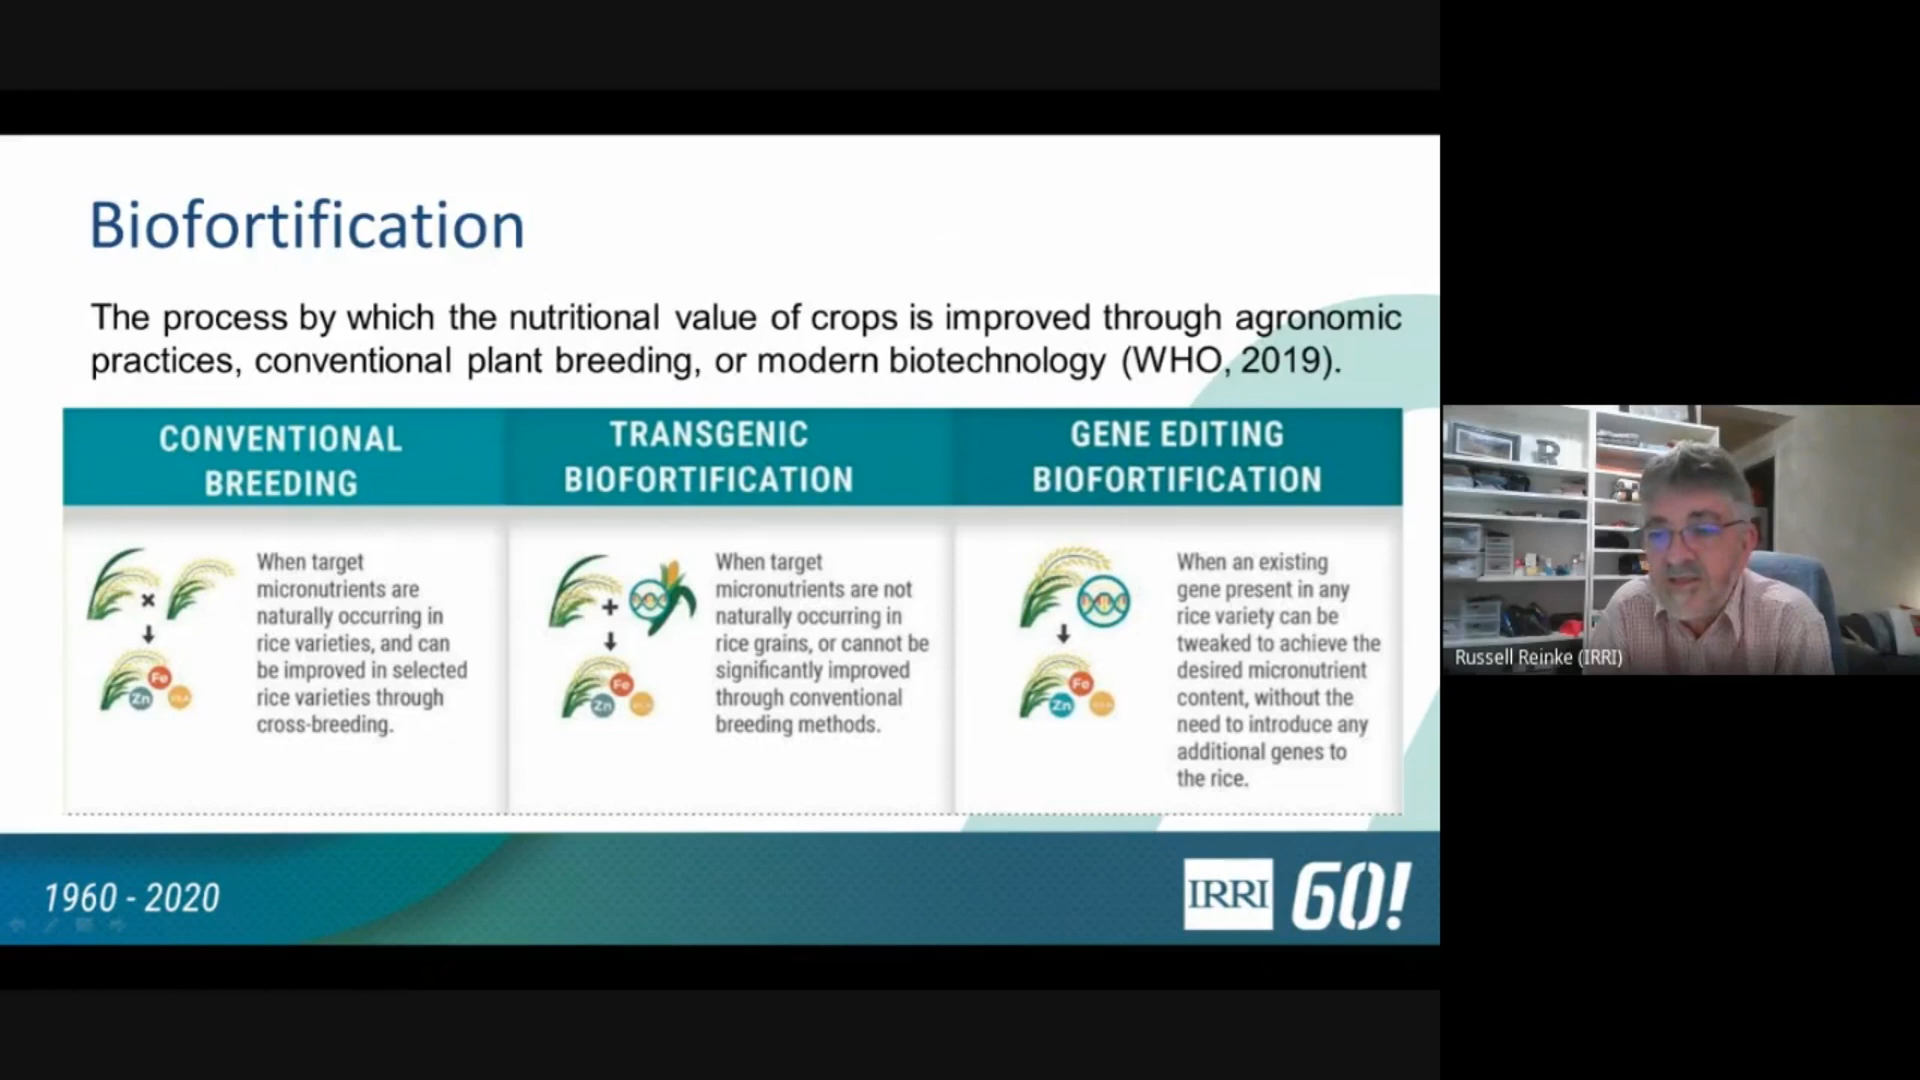 Biofortification
The process by which the nutritional value of crops is improved through agronomic
practices, conventional plant breeding, or modern biotechnology (WHO, 2019).
CONVENTIONAL
BREEDING
When target
micronutrients are
naturally occurring in
rice varieties, and can
be improved in selected
rice varieties through
cross-breeding.
Fe
Zn
TRANSGENIC
BIOFORTIFICATION
When target
micronutrients are not
naturally occurring in
rice grains, or cannot be
significantly improved
through conventional
breeding methods.
Fe
Zn
GENE EDITING
BIOFORTIFICATION
When an existing
gene present in any
rice variety can be
tweaked to achieve the
desired micronutrient
content, without the
need to introduce any
additional genes to
the rice.
Fe
Zn
1960 - 2020
IRRI 60!
R
Russell Reinke (IRRI)